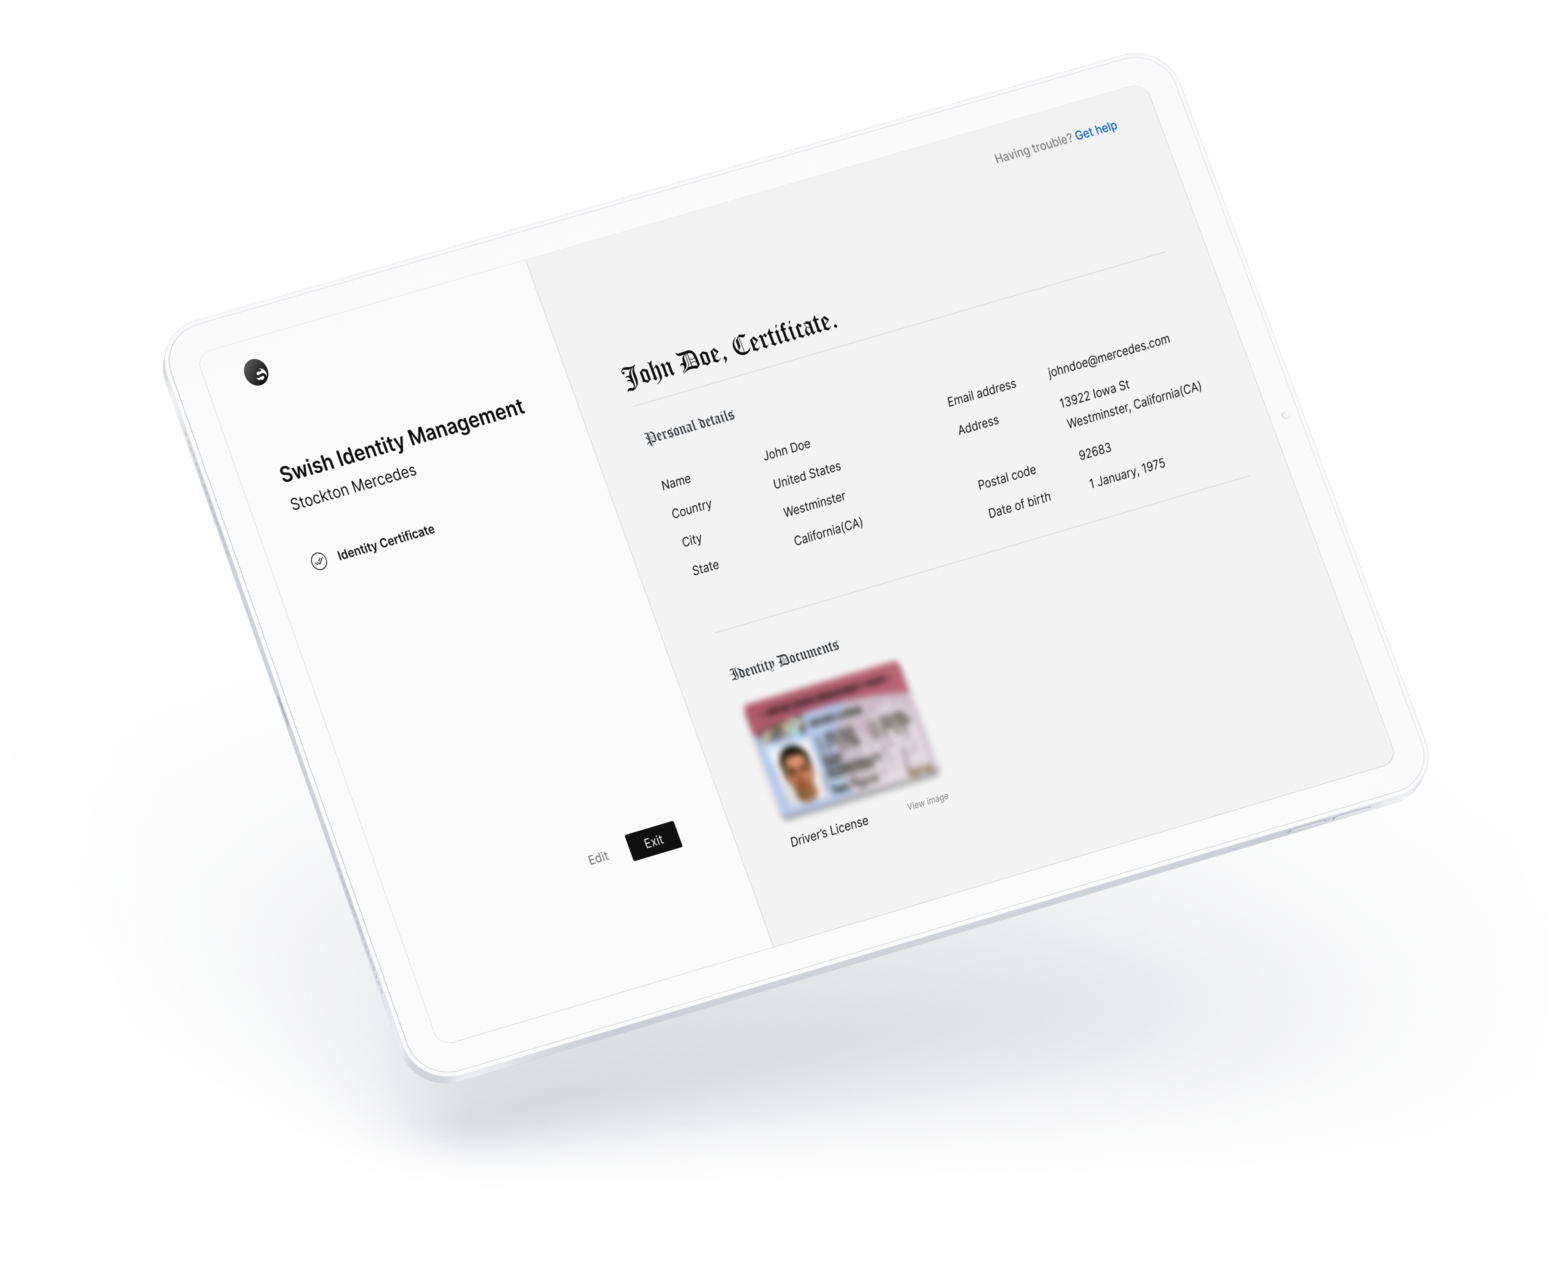 Having trouble? Get help
Swish Identity Management
Stockton Mercedes
Identity Certificate
Edit
Exit
John Doe, Certificate.
Personal details
Name John Doe
Country United States
City Westminster
State California(CA)
Email address johndoe@mercedes.com
Address 13922 Iowa St
Westminster, California(CA)
Postal code 92683
Date of birth 1 January, 1975
Identity Documents
Driver's License
View image